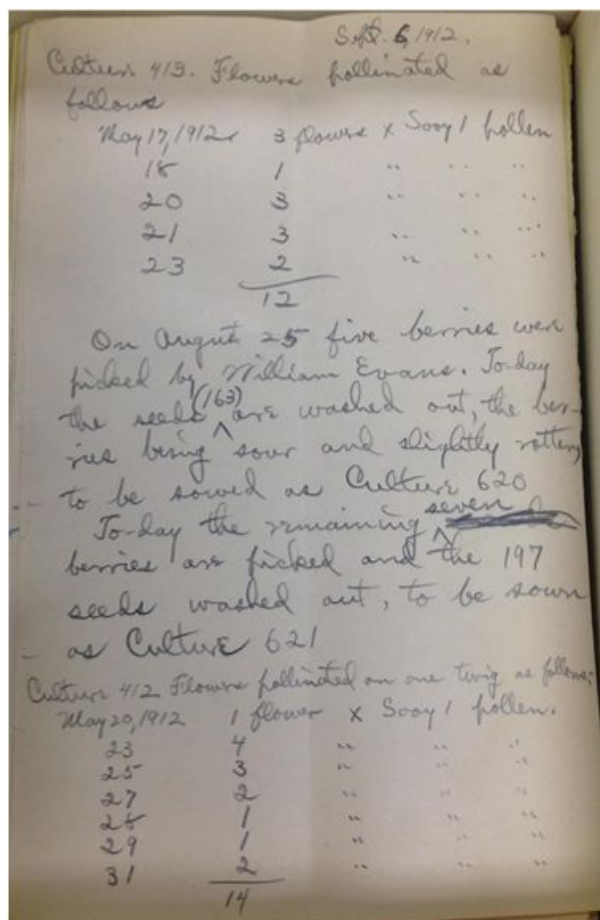 Sept. 6, 1912.
Culture 413. Flowers pollinated as
follows
May 17, 1912 3 flowers x Sooy 1 pollen
18 1 " " "
20 3 " " "
21 3 " " "
23 2 " " "
12
On August 25 five berries were
picked by William Evans. To-day
the seeds (163) are washed out, the ber-
ries being sour and slightly rotten,
to be sowed as Culture 620
To-day the remaining seven
berries are picked and the 197
seeds washed out, to be sown
as Culture 621
Culture 412 Flowers pollinated on one twig as follows:
May 20, 1912 1 flower x Sooy 1 pollen.
23 4 " " "
25 3 " " "
27 2 " " "
28 1 " " "
29 1 " " "
31 2 " " "
14